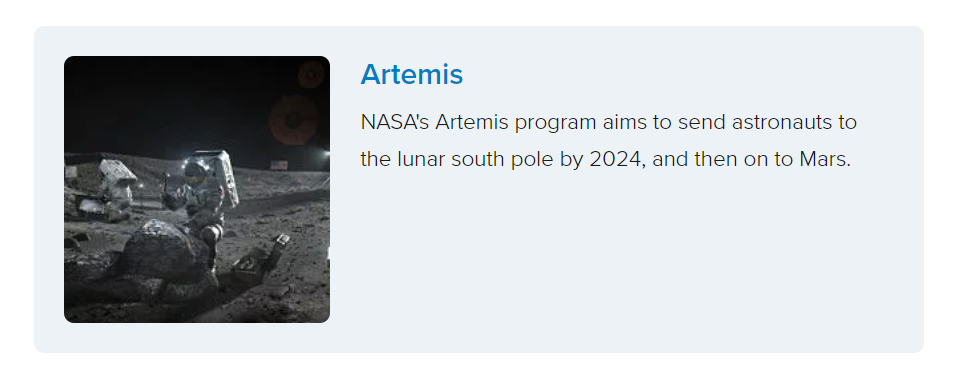 Artemis
NASA's Artemis program aims to send astronauts to
the lunar south pole by 2024, and then on to Mars.